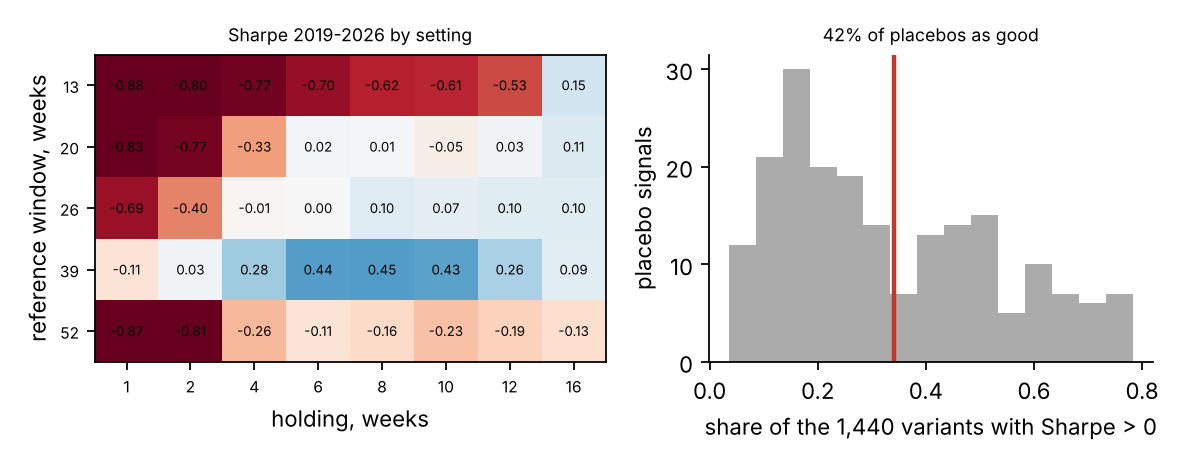 Sharpe 2019-2026 by setting
reference window, weeks
13 -0.88 -0.80 -0.77 -0.70 -0.62 -0.61 -0.53 0.15
20 -0.83 -0.77 -0.33 0.02 0.01 -0.05 0.03 0.11
26 -0.69 -0.40 -0.01 0.00 0.10 0.07 0.10 0.10
39 -0.11 0.03 0.28 0.44 0.45 0.43 0.26 0.09
52 -0.87 -0.81 -0.26 -0.11 -0.16 -0.23 -0.19 -0.13
1 2 4 6 8 10 12 16
holding, weeks
42% of placebos as good
placebo signals
30
20
10
0
0.0 0.2 0.4 0.6 0.8
share of the 1,440 variants with Sharpe > 0